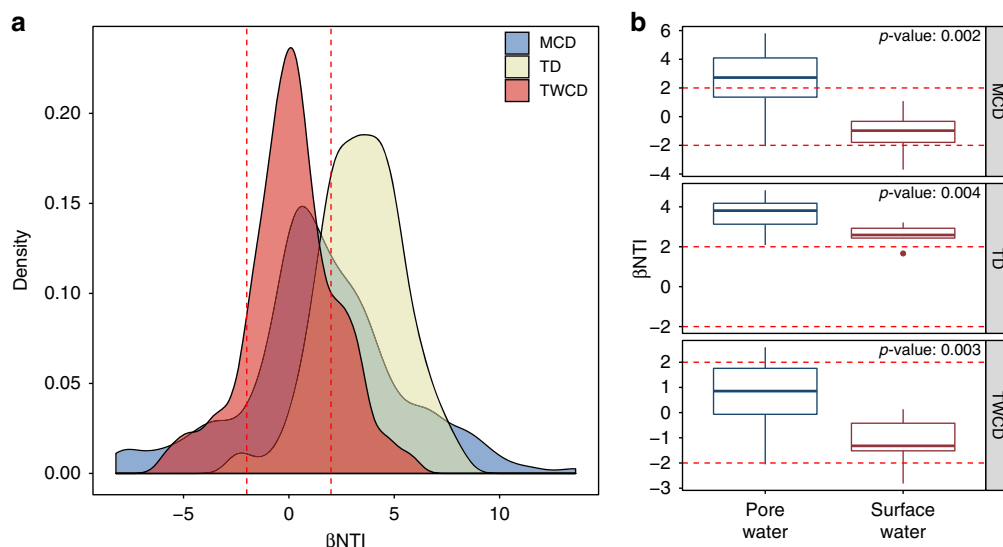 a
MCD
TD
TWCD
0.20
0.15
0.10
0.05
0.00
Density
−5
0
5
10
βNTI
b
p-value: 0.002
6
4
2
0
−2
−4
MCD
p-value: 0.004
4
2
0
−2
TD
p-value: 0.003
2
1
0
−1
−2
−3
TWCD
βNTI
Pore
water
Surface
water